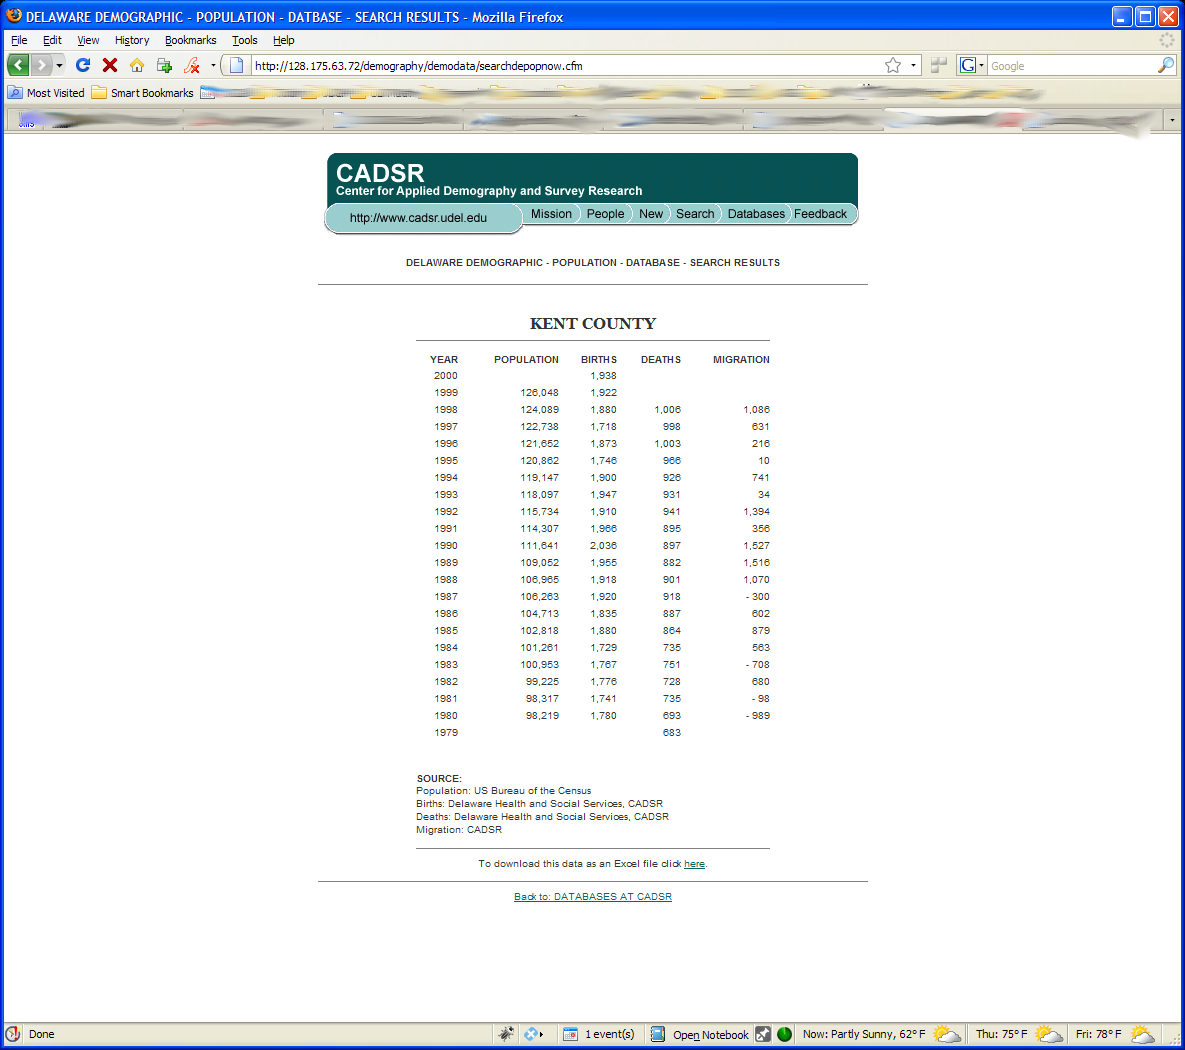 DELAWARE DEMOGRAPHIC - POPULATION - DATBASE - SEARCH RESULTS - Mozilla Firefox
File Edit View History Bookmarks Tools Help
http://128.175.63.72/demography/demodata/searchdepopnow.cfm Google
Most Visited Smart Bookmarks
CADSR
Center for Applied Demography and Survey Research
http://www.cadsr.udel.edu Mission People New Search Databases Feedback
DELAWARE DEMOGRAPHIC - POPULATION - DATABASE - SEARCH RESULTS
KENT COUNTY
YEAR POPULATION BIRTHS DEATHS MIGRATION
2000 1,938
1999 126,048 1,922
1998 124,089 1,880 1,006 1,086
1997 122,738 1,718 998 631
1996 121,652 1,873 1,003 216
1995 120,862 1,746 966 10
1994 119,147 1,900 926 741
1993 118,097 1,947 931 34
1992 115,734 1,910 941 1,394
1991 114,307 1,966 895 356
1990 111,641 2,036 897 1,527
1989 109,052 1,955 882 1,516
1988 106,965 1,918 901 1,070
1987 106,263 1,920 918 - 300
1986 104,713 1,835 887 602
1985 102,818 1,880 864 879
1984 101,261 1,729 735 563
1983 100,953 1,767 751 - 708
1982 99,225 1,776 728 680
1981 98,317 1,741 735 - 98
1980 98,219 1,780 693 - 989
1979 683
SOURCE:
Population: US Bureau of the Census
Births: Delaware Health and Social Services, CADSR
Deaths: Delaware Health and Social Services, CADSR
Migration: CADSR
To download this data as an Excel file click here.
Back to: DATABASES AT CADSR
Done 1 event(s) Open Notebook Now: Partly Sunny, 62° F Thu: 75° F Fri: 78° F